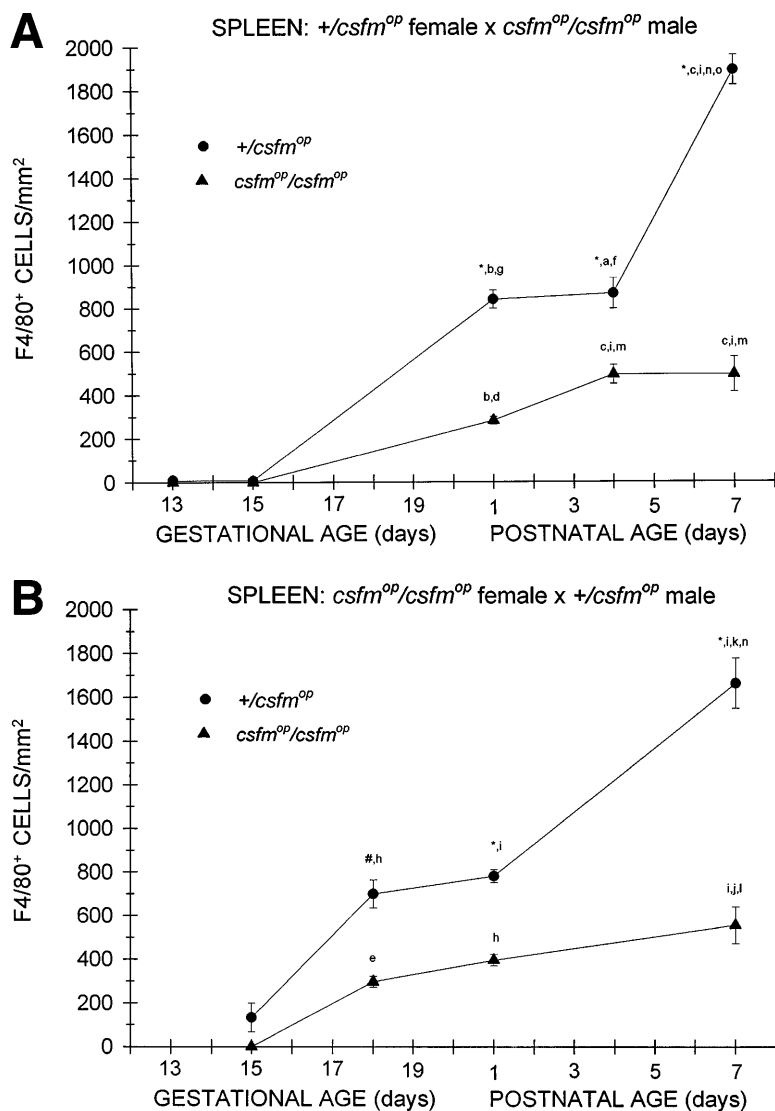 A
SPLEEN: +/csfm^op female x csfm^op/csfm^op male
2000
1800
1600
1400
1200
1000
800
600
400
200
0
F4/80⁺ CELLS/mm²
+/csfm^op
csfm^op/csfm^op
*,c,i,n,o
*,b,g
*,a,f
c,i,m
c,i,m
b,d
13 15 17 19 1 3 5 7
GESTATIONAL AGE (days) POSTNATAL AGE (days)
B
SPLEEN: csfm^op/csfm^op female x +/csfm^op male
2000
1800
1600
1400
1200
1000
800
600
400
200
0
F4/80⁺ CELLS/mm²
+/csfm^op
csfm^op/csfm^op
*,i,k,n
#,h
*,i
i,j,l
h
e
13 15 17 19 1 3 5 7
GESTATIONAL AGE (days) POSTNATAL AGE (days)